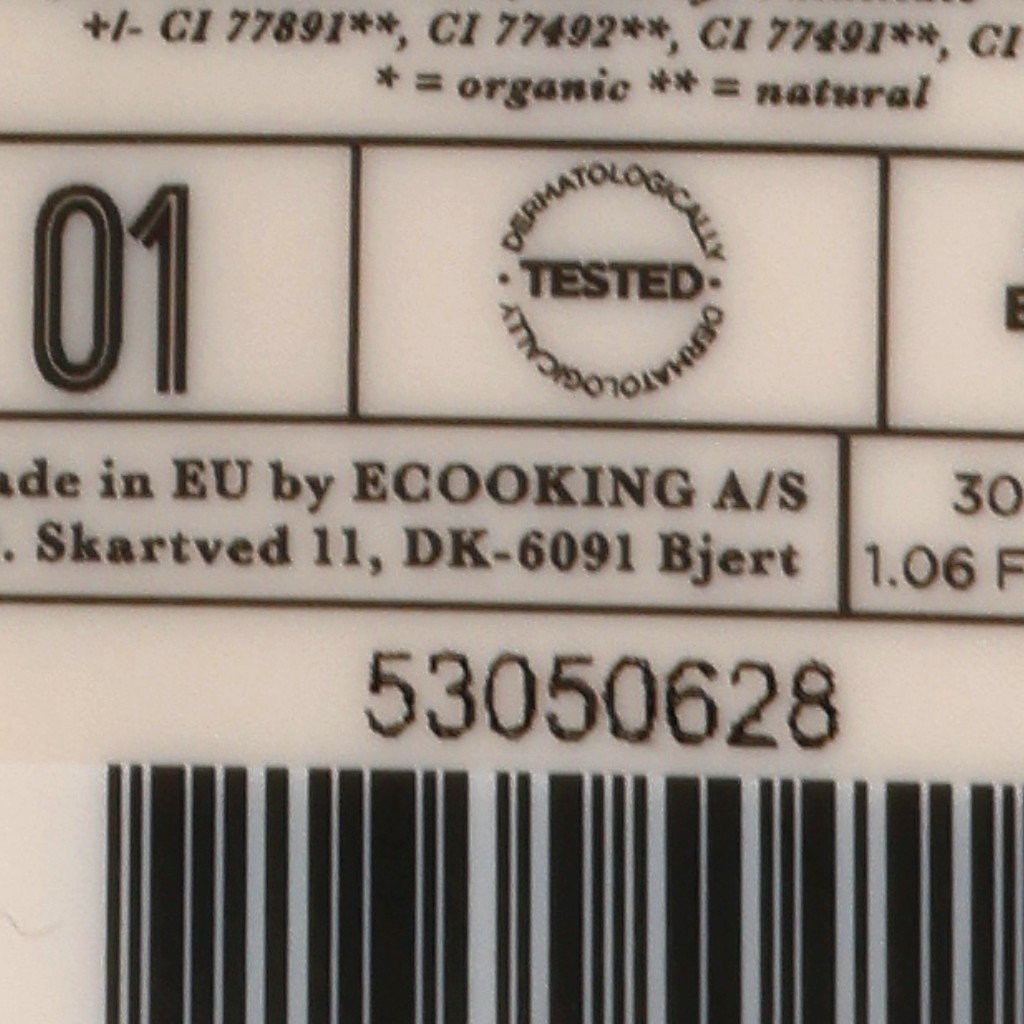 +/- CI 77891**, CI 77492**, CI 77491**, CI
* = organic ** = natural
01
DERMATOLOGICALLY
· TESTED ·
DERMATOLOGICALLY
ade in EU by ECOOKING A/S
. Skartved 11, DK-6091 Bjert
30
1.06 F
53050628